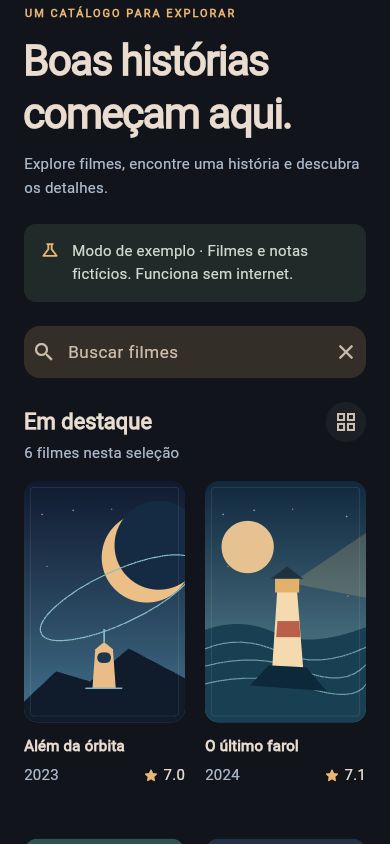 UM CATÁLOGO PARA EXPLORAR
Boas histórias
começam aqui.
Explore filmes, encontre uma história e descubra
os detalhes.
Modo de exemplo · Filmes e notas
fictícios. Funciona sem internet.
Buscar filmes
Em destaque
6 filmes nesta seleção
Além da órbita
2023 7.0
O último farol
2024 7.1